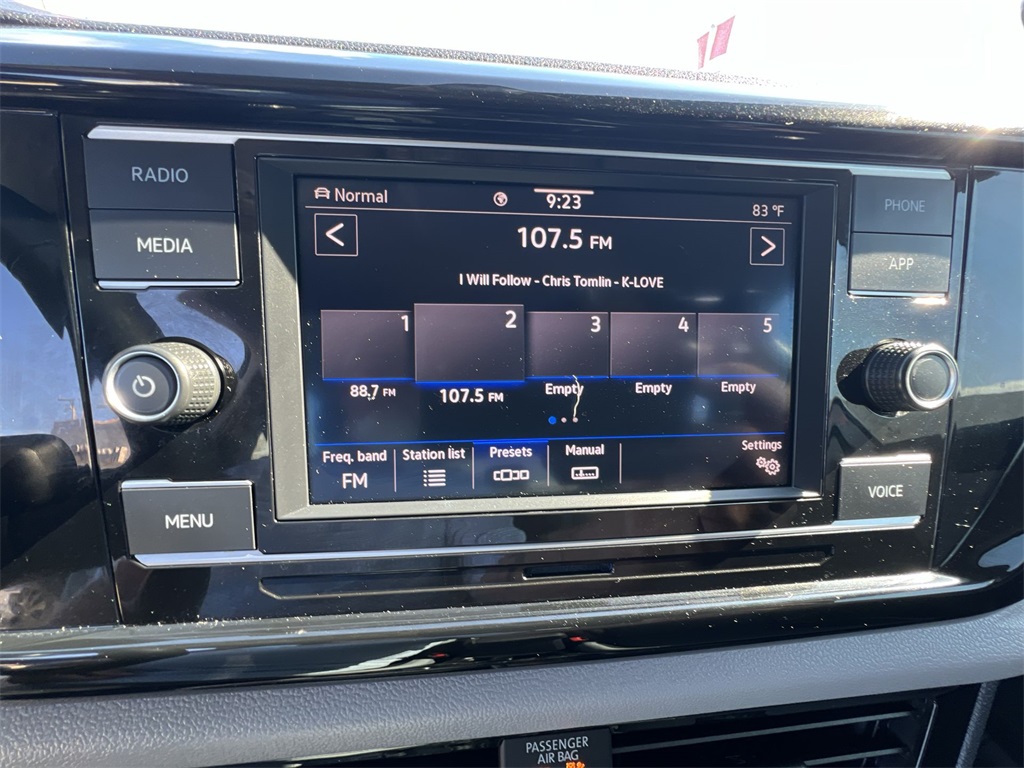 RADIO
MEDIA
MENU
Normal
9:23
83 °F
<
107.5 FM
>
I Will Follow - Chris Tomlin - K-LOVE
1
2
3
4
5
88.7 FM
107.5 FM
Empty
Empty
Empty
Freq. band
FM
Station list
Presets
Manual
Settings
PHONE
APP
VOICE
PASSENGER
AIR BAG